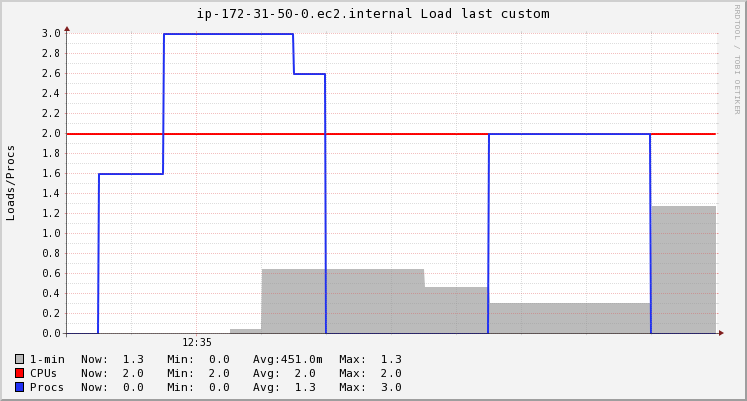 ip-172-31-50-0.ec2.internal Load last custom
RRDTOOL / TOBI OETIKER
Loads/Procs
3.0
2.8
2.6
2.4
2.2
2.0
1.8
1.6
1.4
1.2
1.0
0.8
0.6
0.4
0.2
0.0
12:35
1-min Now: 1.3 Min: 0.0 Avg:451.0m Max: 1.3
CPUs Now: 2.0 Min: 2.0 Avg: 2.0 Max: 2.0
Procs Now: 0.0 Min: 0.0 Avg: 1.3 Max: 3.0